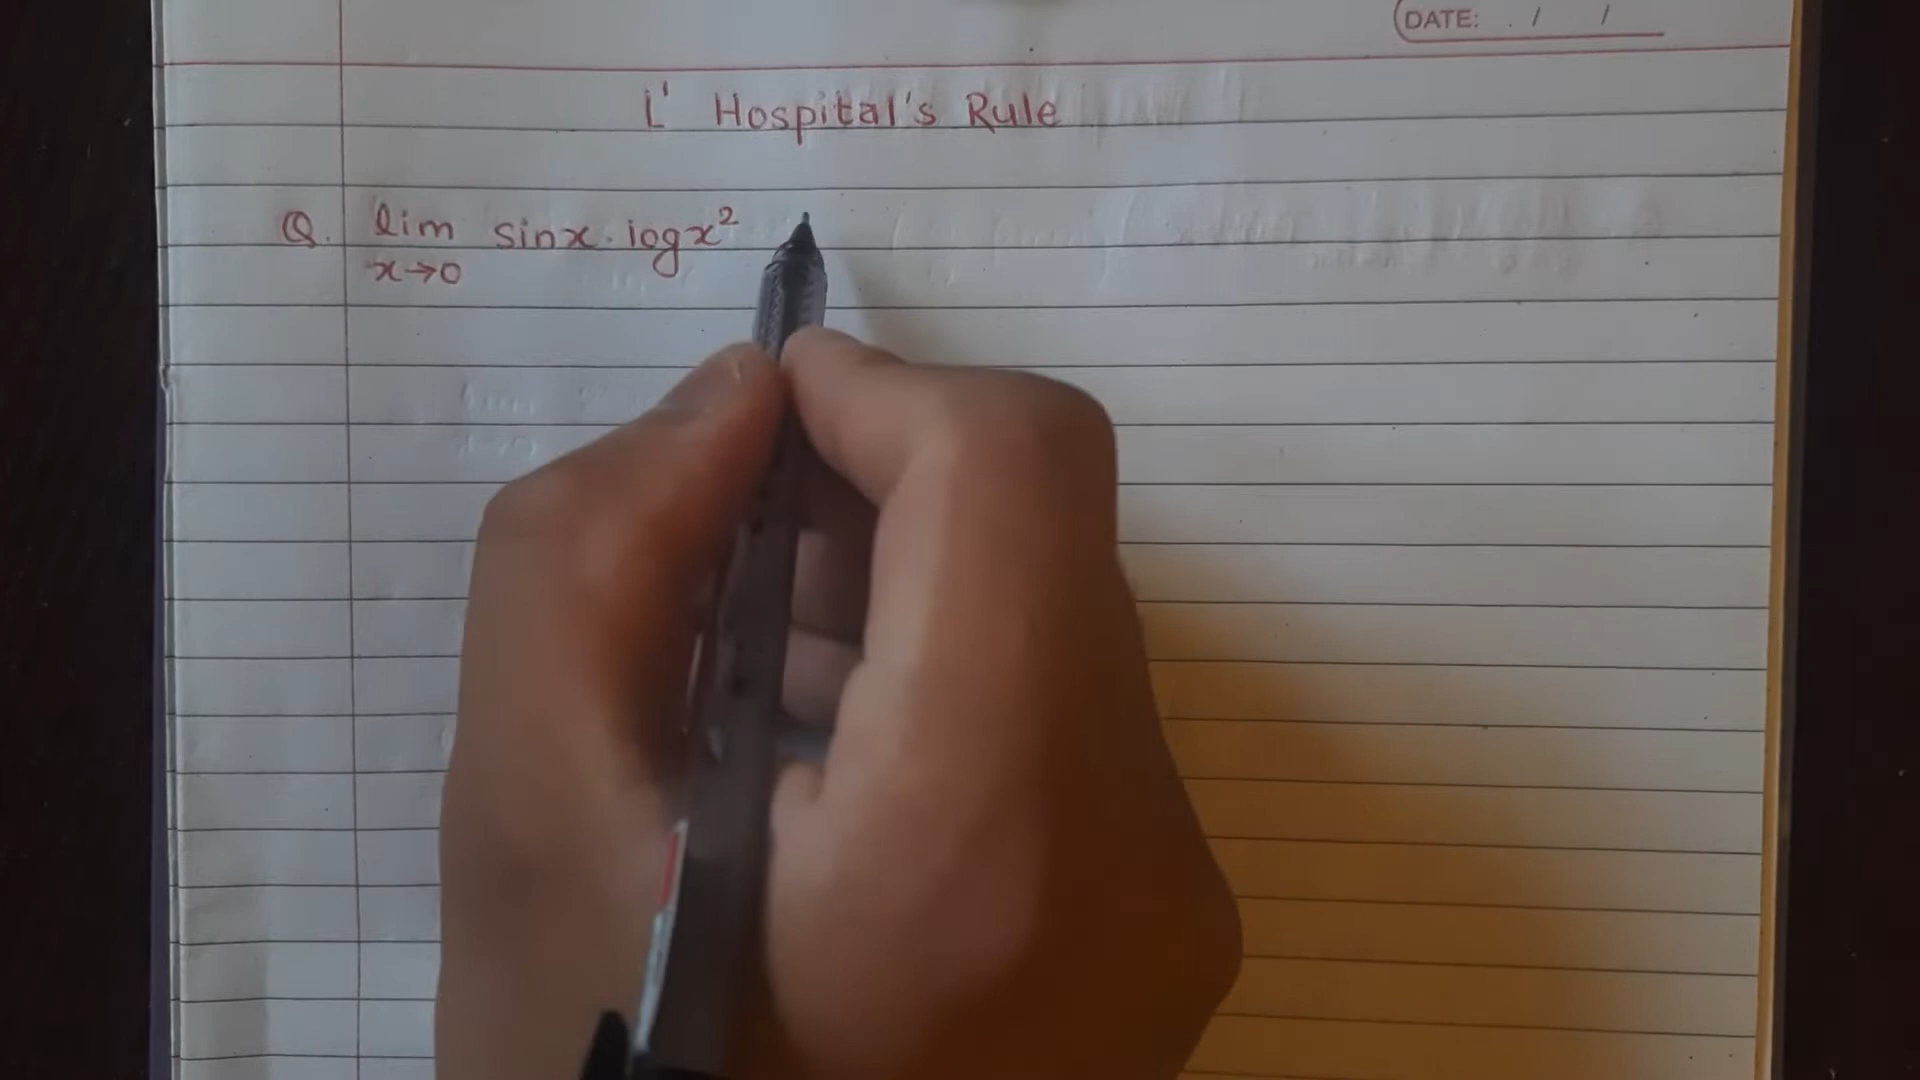 DATE: / /
L' Hospital's Rule
Q. lim sinx. logx²
x→0